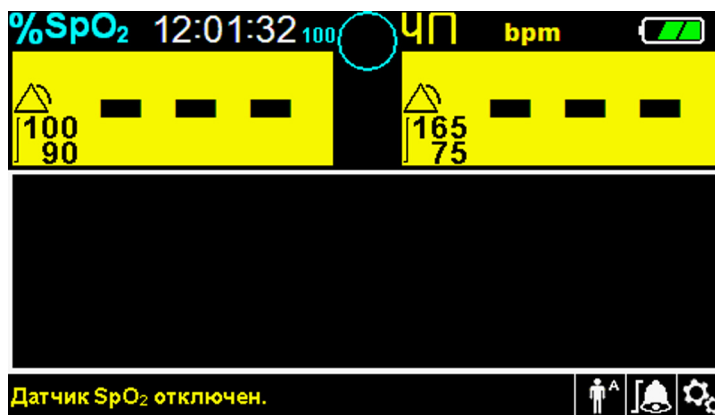 %SpO₂ 12:01:32 100 ЧП bpm
--- ---
100 165
90 75
Датчик SpO₂ отключен.
A